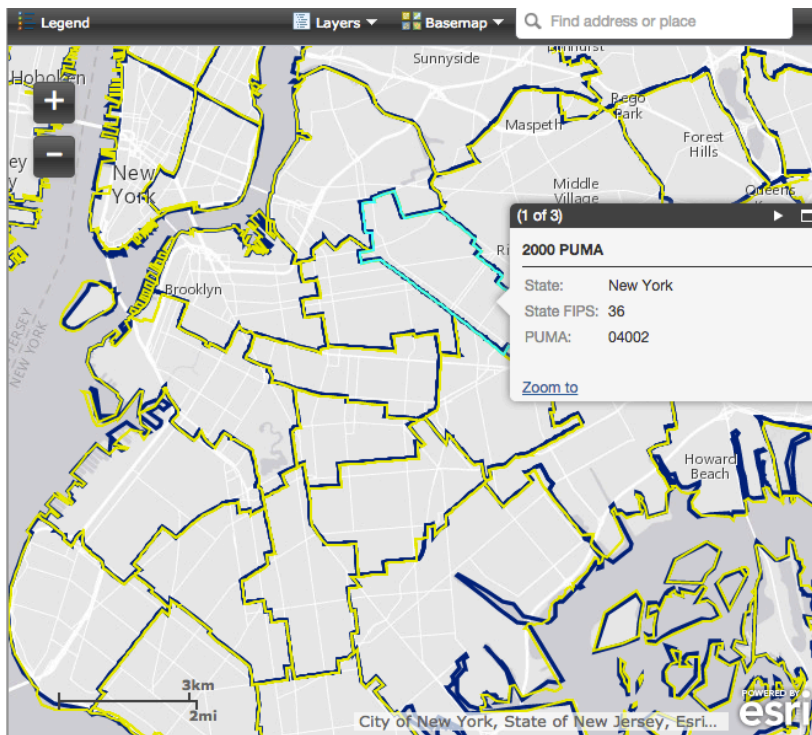 Legend
Layers
Basemap
Find address or place
Hoboken
Sunnyside
Rego
Park
Maspeth
Forest
Hills
ey
y
New
York
Middle
Village
Queens
+
−
(1 of 3)
2000 PUMA
Ri
State: New York
State FIPS: 36
PUMA: 04002
Zoom to
Brooklyn
JERSEY
NEW YORK
Howard
Beach
3km
2mi
City of New York, State of New Jersey, Esri...
POWERED BY
esri